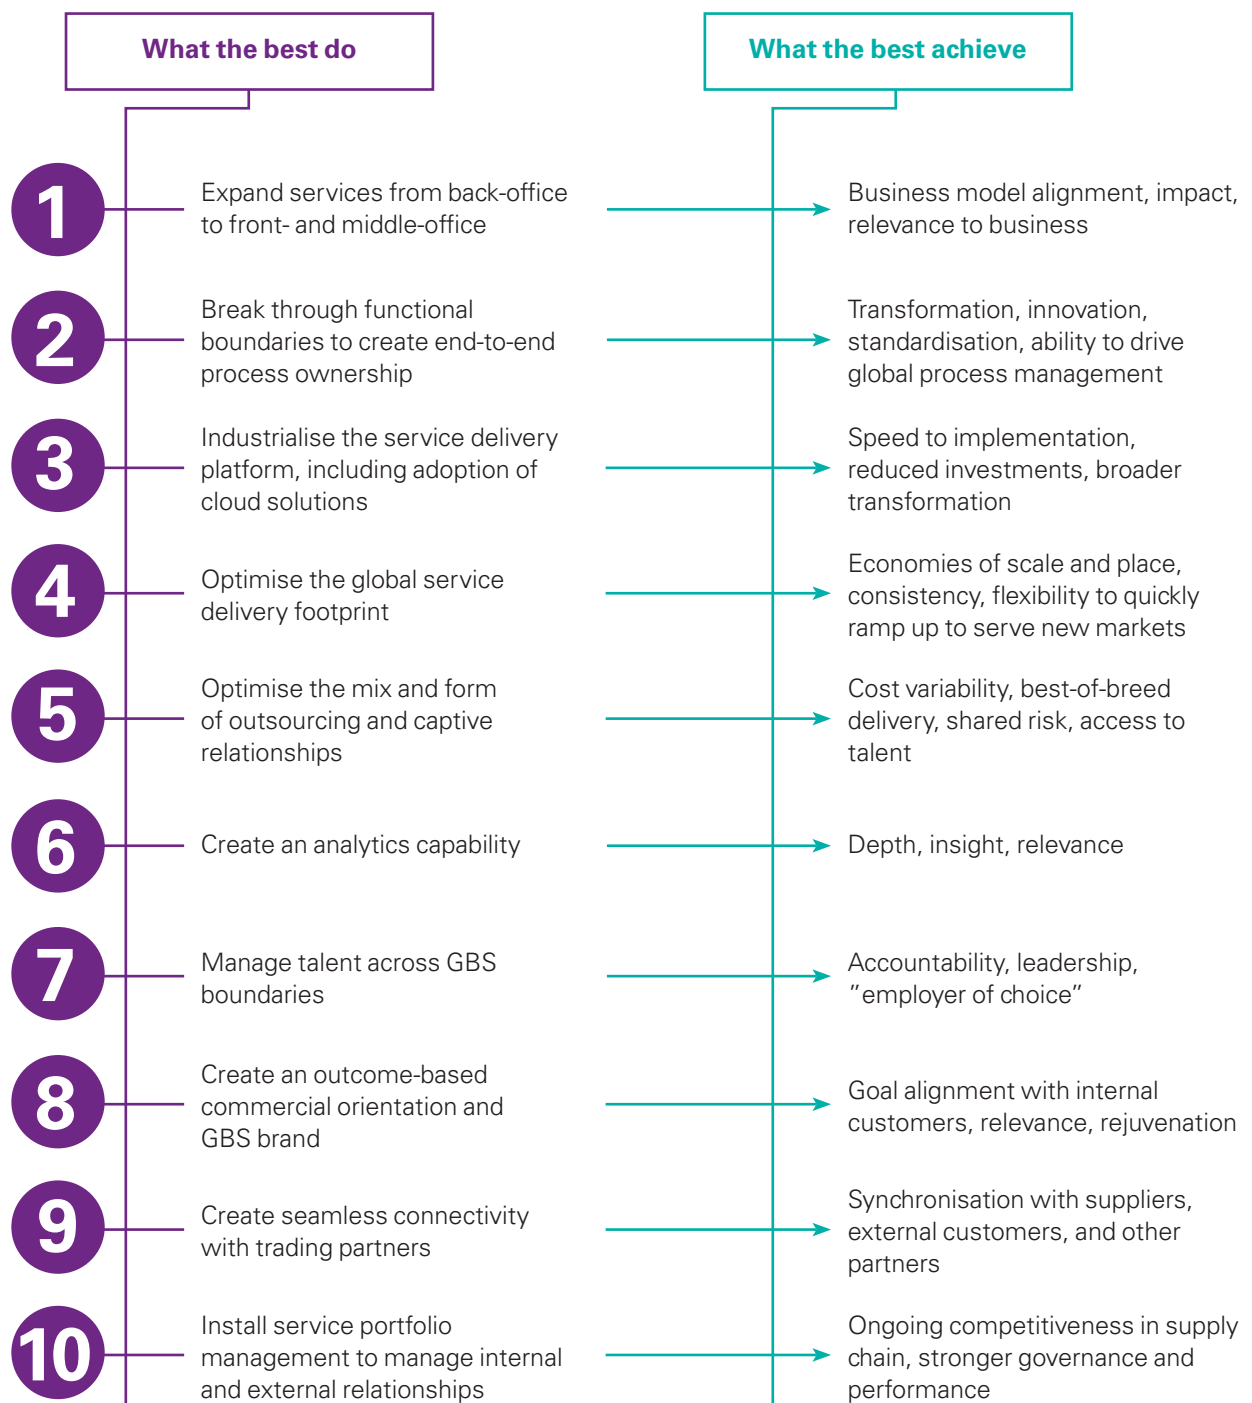 What the best do
What the best achieve
1
Expand services from back-office
to front- and middle-office
Business model alignment, impact,
relevance to business
2
Break through functional
boundaries to create end-to-end
process ownership
Transformation, innovation,
standardisation, ability to drive
global process management
3
Industrialise the service delivery
platform, including adoption of
cloud solutions
Speed to implementation,
reduced investments, broader
transformation
4
Optimise the global service
delivery footprint
Economies of scale and place,
consistency, flexibility to quickly
ramp up to serve new markets
5
Optimise the mix and form
of outsourcing and captive
relationships
Cost variability, best-of-breed
delivery, shared risk, access to
talent
6
Create an analytics capability
Depth, insight, relevance
7
Manage talent across GBS
boundaries
Accountability, leadership,
”employer of choice”
8
Create an outcome-based
commercial orientation and
GBS brand
Goal alignment with internal
customers, relevance, rejuvenation
9
Create seamless connectivity
with trading partners
Synchronisation with suppliers,
external customers, and other
partners
10
Install service portfolio
management to manage internal
and external relationships
Ongoing competitiveness in supply
chain, stronger governance and
performance